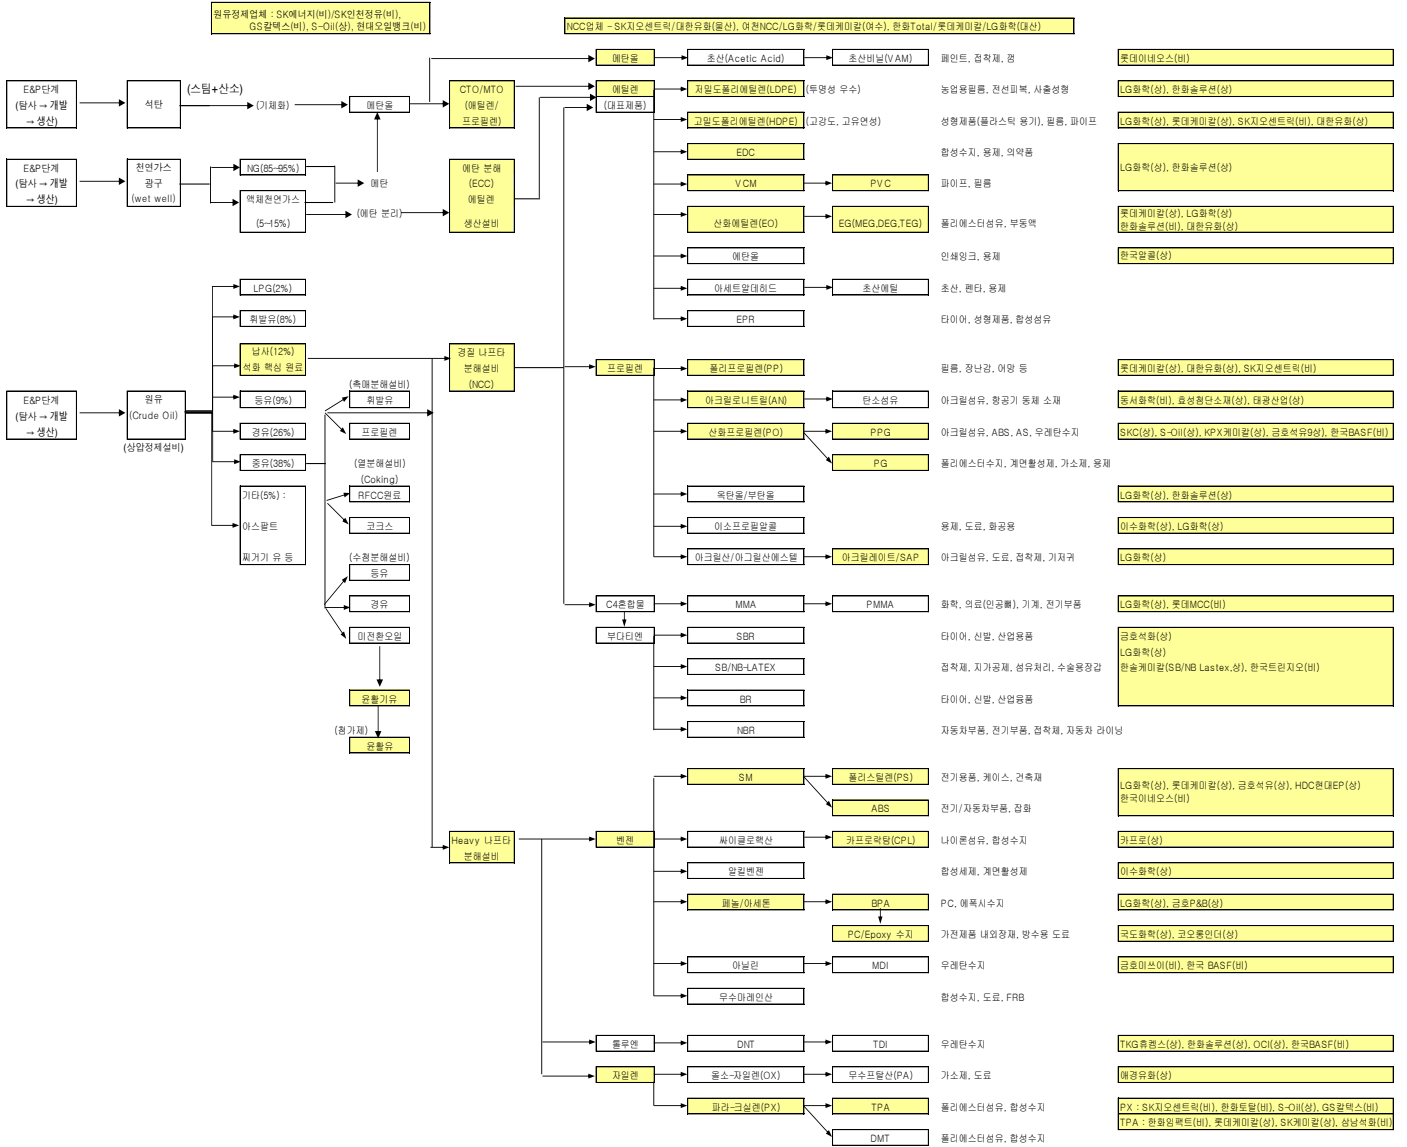 원유정제업체 : SK에너지(비)/SK인천정유(비),
GS칼텍스(비), S-Oil(상), 현대오일뱅크(비)
NCC업체 – SK지오센트릭/대한유화(울산), 여천NCC/LG화학/롯데케미칼(여수), 한화Total/롯데케미칼/LG화학(대산)
메탄올
초산(Acetic Acid)
초산비닐(VAM)
페인트, 접착제, 껌
롯데이네오스(비)
E&P단계
(탐사 → 개발
→ 생산)
석탄
(스팀+산소)
(기체화)
메탄올
CTO/MTO
(애틸렌/
프로필렌)
에틸렌
(대표제품)
저밀도폴리에틸렌(LDPE)
(투명성 우수)
농업용필름, 전선피복, 사출성형
LG화학(상), 한화솔루션(상)
고밀도폴리에틸렌(HDPE)
(고강도, 고유연성)
성형제품(플라스틱 용기), 필름, 파이프
LG화학(상), 롯데케미칼(상), SK지오센트릭(비), 대한유화(상)
EDC
합성수지, 용제, 의약품
LG화학(상), 한화솔루션(상)
E&P단계
(탐사 → 개발
→ 생산)
천연가스
광구
(wet well)
NG(85~95%)
액체천연가스
(5~15%)
메탄
(에탄 분리)
에탄 분해
(ECC)
에틸렌
생산설비
VCM
PVC
파이프, 필름
산화에틸렌(EO)
EG(MEG,DEG,TEG)
폴리에스터섬유, 부동액
롯데케미칼(상), LG화학(상)
한화솔루션(비), 대한유화(상)
에탄올
인쇄잉크, 용제
한국알콜(상)
아세트알데히드
초산에틸
초산, 펜타, 용제
EPR
타이어, 성형제품, 합성섬유
LPG(2%)
휘발유(8%)
납사(12%)
석화 핵심 원료
경질 나프타
분해설비
(NCC)
프로필렌
폴리프로필렌(PP)
필름, 장난감, 어망 등
롯데케미칼(상), 대한유화(상), SK지오센트릭(비)
E&P단계
(탐사 → 개발
→ 생산)
원유
(Crude Oil)
(상압정제설비)
등유(9%)
경유(26%)
중유(38%)
기타(5%) :
아스팔트
찌거기 유 등
(촉매분해설비)
휘발유
프로필렌
(열분해설비)
(Coking)
RFCC원료
코크스
(수첨분해설비)
등유
경유
미전환오일
윤활기유
(첨가제)
윤활유
아크릴로니트릴(AN)
탄소섬유
아크릴섬유, 항공기 동체 소재
동서화학(비), 효성첨단소재(상), 태광산업(상)
산화프로필렌(PO)
PPG
아크릴섬유, ABS, AS, 우레탄수지
SKC(상), S-Oil(상), KPX케미칼(상), 금호석유9상), 한국BASF(비)
PG
폴리에스터수지, 계면활성제, 가소제, 용제
옥탄올/부탄올
LG화학(상), 한화솔루션(상)
이소프로필알콜
용제, 도료, 화공용
이수화학(상), LG화학(상)
아크릴산/아그릴산에스텔
아크릴레이트/SAP
아크릴섬유, 도료, 접착제, 기저귀
LG화학(상)
C4혼합물
MMA
PMMA
화학, 의료(인공뼈), 기계, 전기부품
LG화학(상), 롯데MCC(비)
부다티엔
SBR
타이어, 신발, 산업용품
금호석화(상)
LG화학(상)
한솔케미칼(SB/NB Lastex,상), 한국트린지오(비)
SB/NB-LATEX
접착제, 지가공제, 섬유처리, 수술용장갑
BR
타이어, 신발, 산업용품
NBR
자동차부품, 전기부품, 접착제, 자동차 라이닝
SM
폴리스틸렌(PS)
전기용품, 케이스, 건축재
LG화학(상), 롯데케미칼(상), 금호석유(상), HDC현대EP(상)
한국이네오스(비)
ABS
전기/자동차부품, 잡화
Heavy 나프타
분해설비
벤젠
싸이클로핵산
카프로락탐(CPL)
나이론섬유, 합성수지
카프로(상)
알킬벤젠
합성세제, 계면활성제
이수화학(상)
페놀/아세톤
BPA
PC, 에폭시수지
LG화학(상), 금호P&B(상)
PC/Epoxy 수지
가전제품 내외장재, 방수용 도료
국도화학(상), 코오롱인더(상)
아닐린
MDI
우레탄수지
금호미쓰이(비), 한국 BASF(비)
무수마레인산
합성수지, 도료, FRB
톨루엔
DNT
TDI
우레탄수지
TKG휴켐스(상), 한화솔루션(상), OCI(상), 한국BASF(비)
자일렌
올소-자일렌(OX)
무수프탈산(PA)
가소제, 도료
애경유화(상)
파라-크실렌(PX)
TPA
폴리에스터섬유, 합성수지
PX : SK지오센트릭(비), 한화토탈(비), S-Oil(상), GS칼텍스(비)
TPA : 한화임팩트(비), 롯데케미칼(상), SK케미칼(상), 삼남석화(비)
DMT
폴리에스터섬유, 합성수지